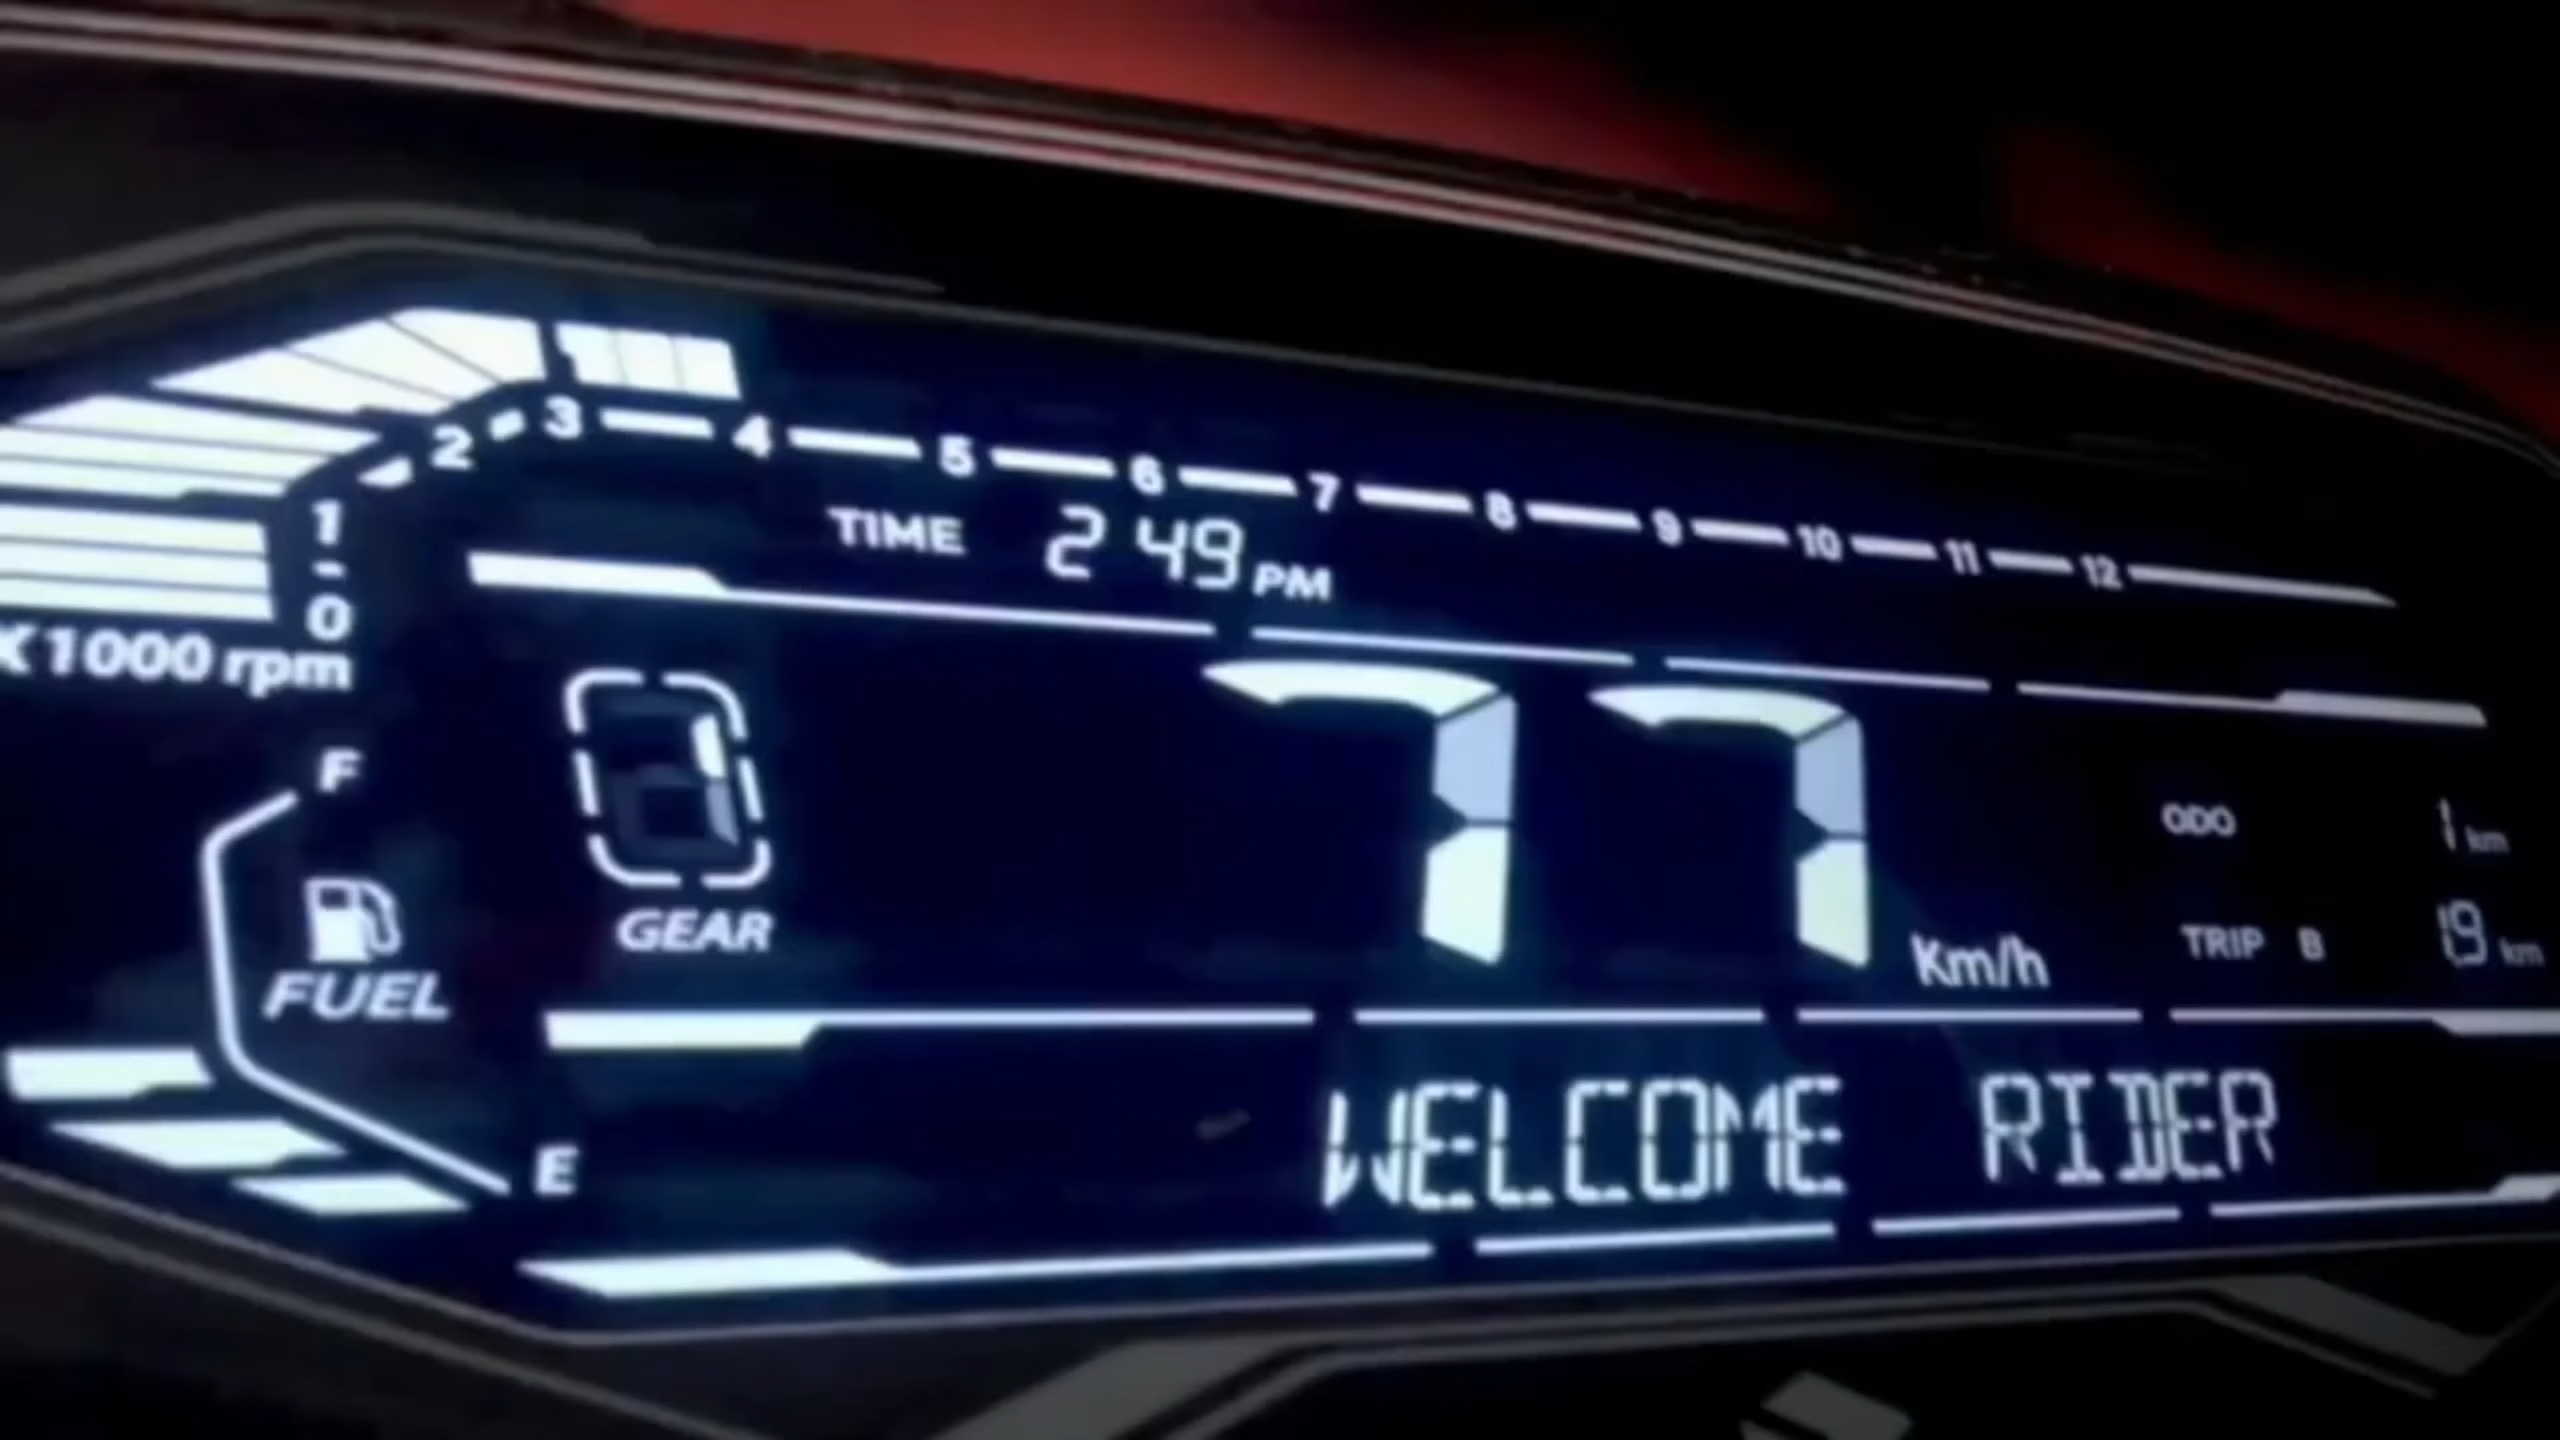 1 2 3 4 5 6 7 8 9 10 11 12
0
X1000 rpm
TIME 2 49 PM
GEAR
77 Km/h
ODO 1 km
TRIP B 19 km
F
FUEL
E
WELCOME RIDER